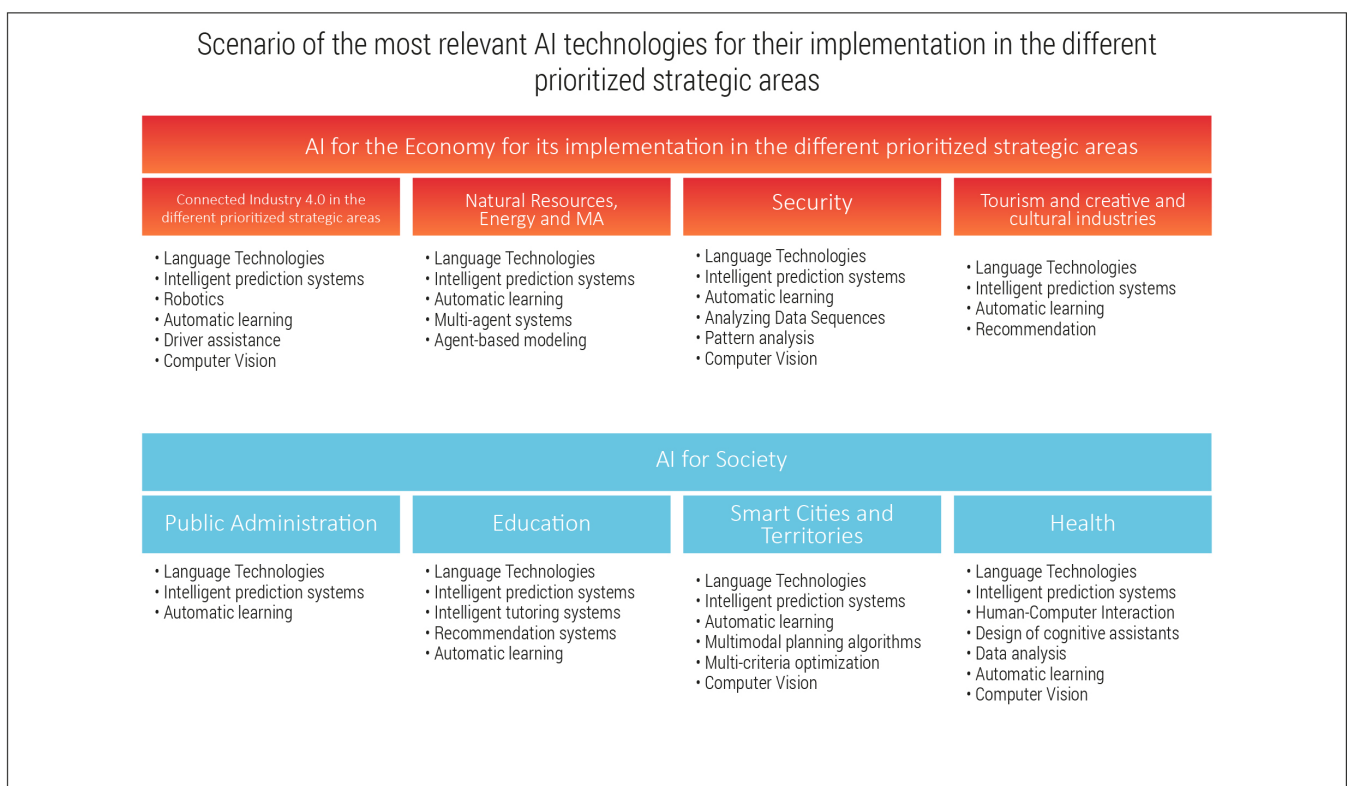 Scenario of the most relevant AI technologies for their implementation in the different
prioritized strategic areas
AI for the Economy for its implementation in the different prioritized strategic areas
Connected Industry 4.0 in the
different prioritized strategic areas
• Language Technologies
• Intelligent prediction systems
• Robotics
• Automatic learning
• Driver assistance
• Computer Vision
Natural Resources,
Energy and MA
• Language Technologies
• Intelligent prediction systems
• Automatic learning
• Multi-agent systems
• Agent-based modeling
Security
• Language Technologies
• Intelligent prediction systems
• Automatic learning
• Analyzing Data Sequences
• Pattern analysis
• Computer Vision
Tourism and creative and
cultural industries
• Language Technologies
• Intelligent prediction systems
• Automatic learning
• Recommendation
AI for Society
Public Administration
• Language Technologies
• Intelligent prediction systems
• Automatic learning
Education
• Language Technologies
• Intelligent prediction systems
• Intelligent tutoring systems
• Recommendation systems
• Automatic learning
Smart Cities and
Territories
• Language Technologies
• Intelligent prediction systems
• Automatic learning
• Multimodal planning algorithms
• Multi-criteria optimization
• Computer Vision
Health
• Language Technologies
• Intelligent prediction systems
• Human-Computer Interaction
• Design of cognitive assistants
• Data analysis
• Automatic learning
• Computer Vision